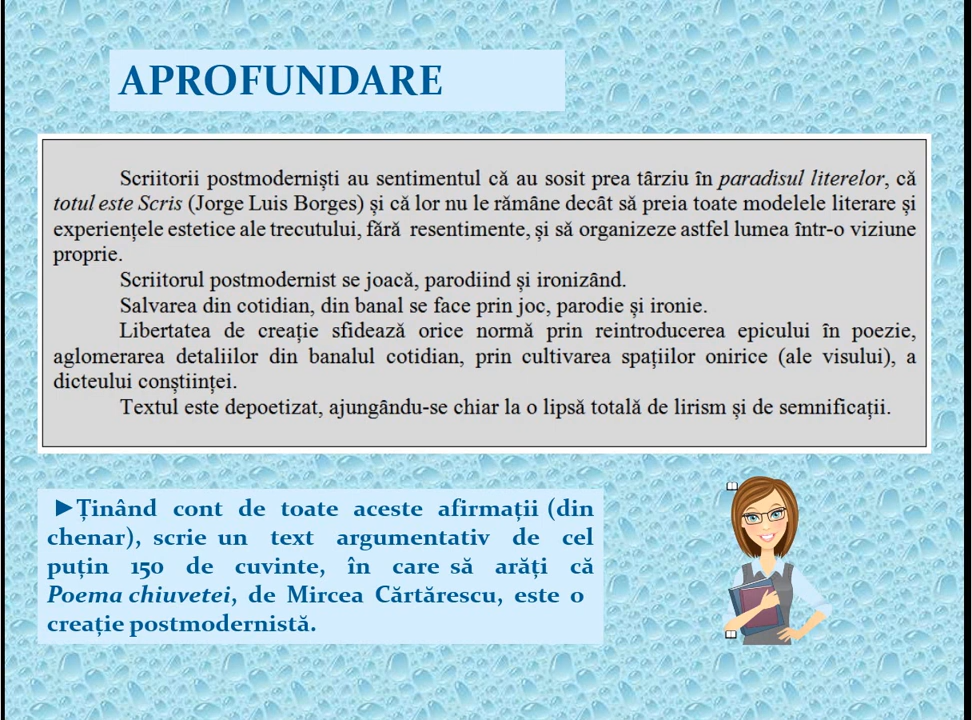 APROFUNDARE
Scriitorii postmoderniști au sentimentul că au sosit prea târziu în paradisul literelor, că
totul este Scris (Jorge Luis Borges) și că lor nu le rămâne decât să preia toate modelele literare și
experiențele estetice ale trecutului, fără resentimente, și să organizeze astfel lumea într-o viziune
proprie.
Scriitorul postmodernist se joacă, parodiind și ironizând.
Salvarea din cotidian, din banal se face prin joc, parodie și ironie.
Libertatea de creație sfidează orice normă prin reintroducerea epicului în poezie,
aglomerarea detaliilor din banalul cotidian, prin cultivarea spațiilor onirice (ale visului), a
dicteului conștiinței.
Textul este depoetizat, ajungându-se chiar la o lipsă totală de lirism și de semnificații.
►Ținând cont de toate aceste afirmații (din
chenar), scrie un text argumentativ de cel
puțin 150 de cuvinte, în care să arăți că
Poema chiuvetei, de Mircea Cărtărescu, este o
creație postmodernistă.